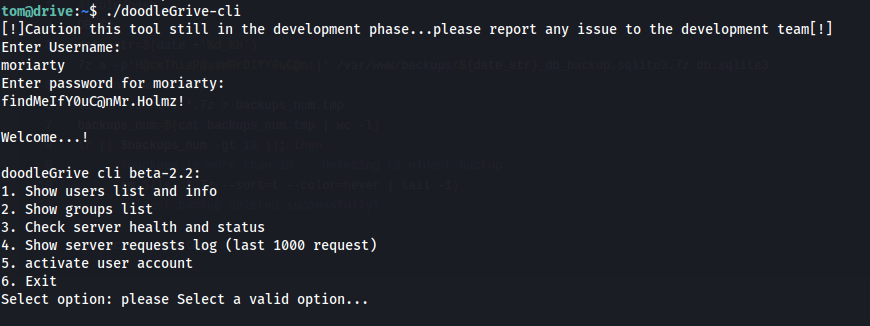 tom@drive:~$ ./doodleGrive-cli
[!]Caution this tool still in the development phase...please report any issue to the development team[!]
Enter Username:
moriarty
Enter password for moriarty:
findMeIfY0uC@nMr.Holmz!
Welcome...!
doodleGrive cli beta-2.2:
1. Show users list and info
2. Show groups list
3. Check server health and status
4. Show server requests log (last 1000 request)
5. activate user account
6. Exit
Select option: please Select a valid option...